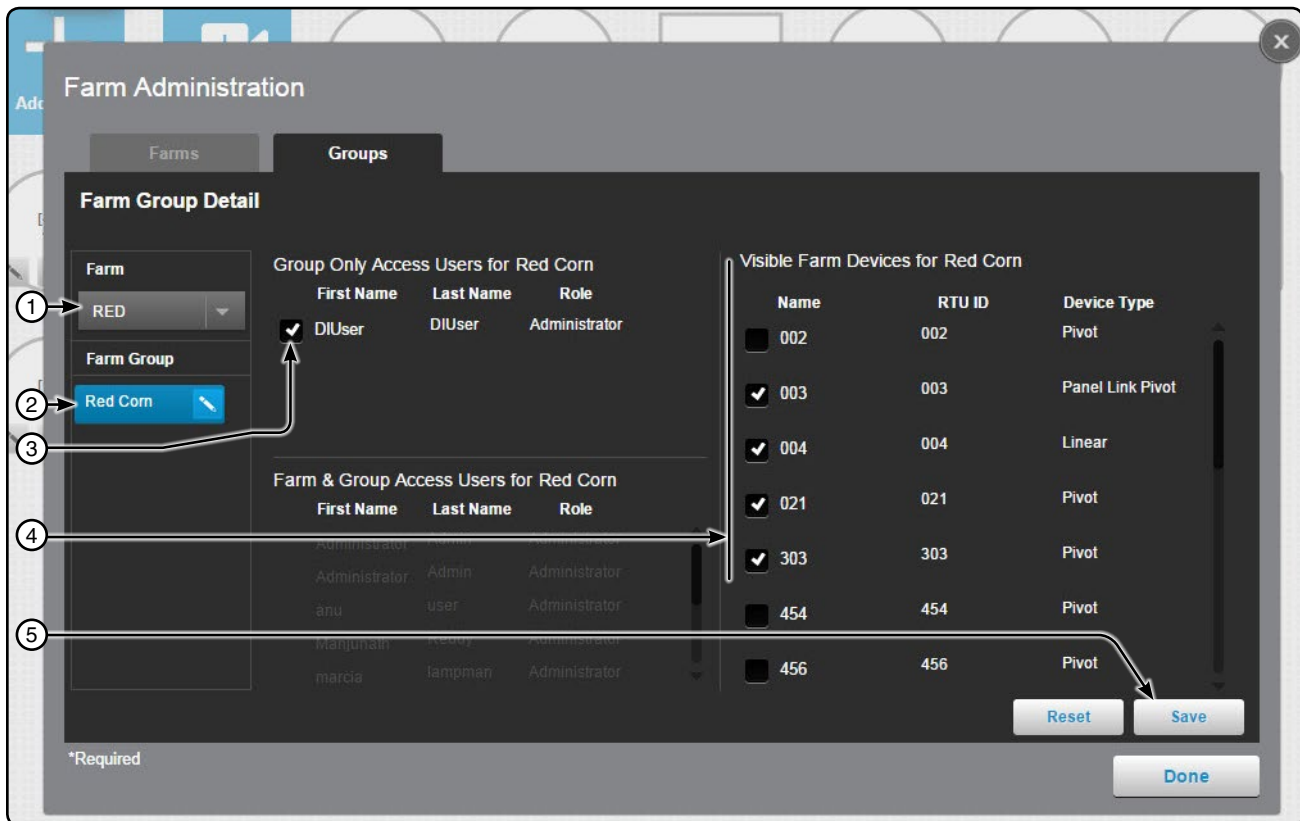 Add
Farm Administration
Farms
Groups
Farm Group Detail
Farm
1
RED
Farm Group
2
Red Corn
3
Group Only Access Users for Red Corn
First Name Last Name Role
DIUser DIUser Administrator
Farm & Group Access Users for Red Corn
First Name Last Name Role
4
Administrator Admin Administrator
Administrator Admin Administrator
anu user Administrator
Manjunath Reddy Administrator
marcia lampman Administrator
5
Visible Farm Devices for Red Corn
Name RTU ID Device Type
002 002 Pivot
003 003 Panel Link Pivot
004 004 Linear
021 021 Pivot
303 303 Pivot
454 454 Pivot
456 456 Pivot
Reset Save
*Required
Done